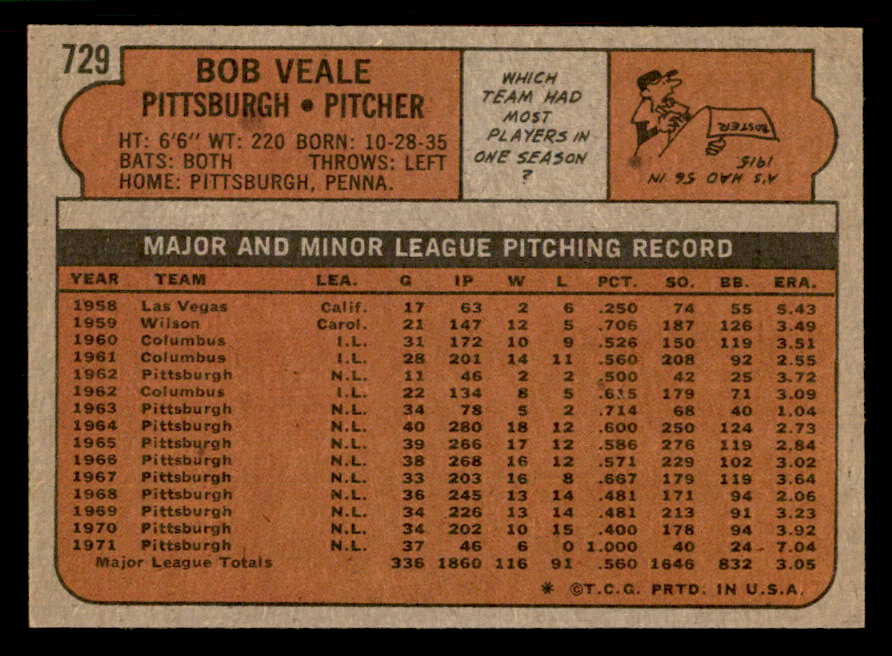 729
BOB VEALE
PITTSBURGH • PITCHER
HT: 6'6" WT: 220 BORN: 10-28-35
BATS: BOTH THROWS: LEFT
HOME: PITTSBURGH, PENNA.
WHICH
TEAM HAD
MOST
PLAYERS IN
ONE SEASON
?
A'S HAD 56 IN
1915
ROSTER
MAJOR AND MINOR LEAGUE PITCHING RECORD
YEAR TEAM LEA. G IP W L PCT. SO. BB. ERA.
1958 Las Vegas Calif. 17 63 2 6 .250 74 55 5.43
1959 Wilson Carol. 21 147 12 5 .706 187 126 3.49
1960 Columbus I.L. 31 172 10 9 .526 150 119 3.51
1961 Columbus I.L. 28 201 14 11 .560 208 92 2.55
1962 Pittsburgh N.L. 11 46 2 2 .500 42 25 3.72
1962 Columbus I.L. 22 134 8 5 .615 179 71 3.09
1963 Pittsburgh N.L. 34 78 5 2 .714 68 40 1.04
1964 Pittsburgh N.L. 40 280 18 12 .600 250 124 2.73
1965 Pittsburgh N.L. 39 266 17 12 .586 276 119 2.84
1966 Pittsburgh N.L. 38 268 16 12 .571 229 102 3.02
1967 Pittsburgh N.L. 33 203 16 8 .667 179 119 3.64
1968 Pittsburgh N.L. 36 245 13 14 .481 171 94 2.06
1969 Pittsburgh N.L. 34 226 13 14 .481 213 91 3.23
1970 Pittsburgh N.L. 34 202 10 15 .400 178 94 3.92
1971 Pittsburgh N.L. 37 46 6 0 1.000 40 24 7.04
Major League Totals 336 1860 116 91 .560 1646 832 3.05
* ©T.C.G. PRTD. IN U.S.A.